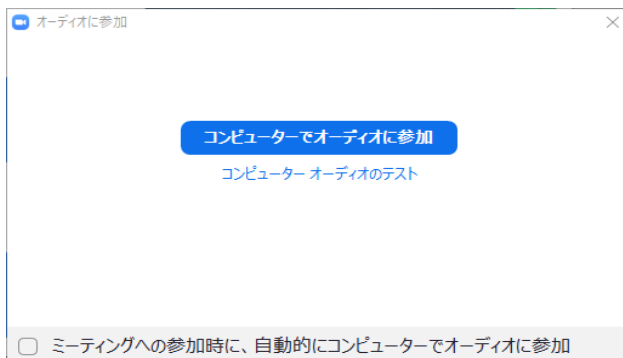 オーディオに参加
コンピューターでオーディオに参加
コンピューター オーディオのテスト
ミーティングへの参加時に、自動的にコンピューターでオーディオに参加